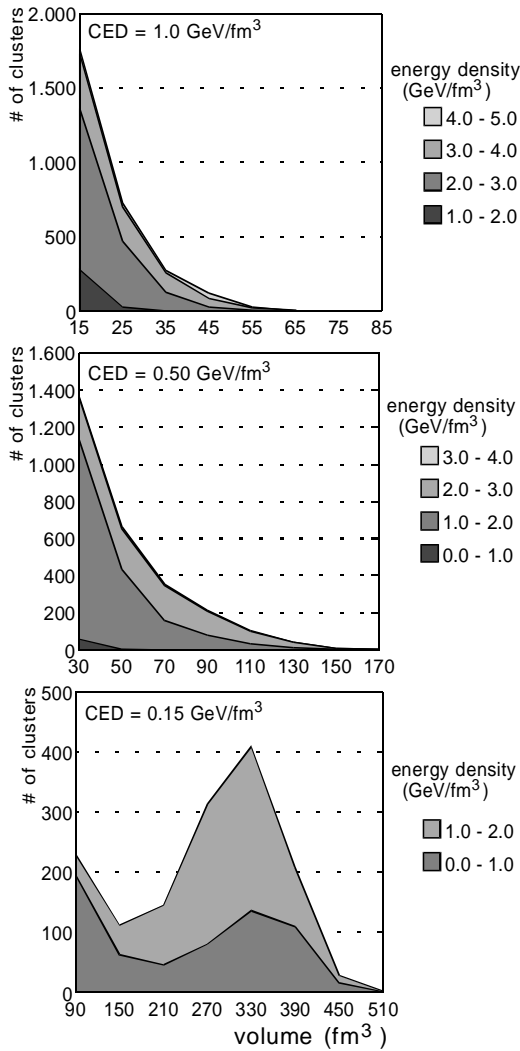 CED = 1.0 GeV/fm³
# of clusters
2.000
1.500
1.000
500
0
15 25 35 45 55 65 75 85
energy density
(GeV/fm³)
4.0 - 5.0
3.0 - 4.0
2.0 - 3.0
1.0 - 2.0
CED = 0.50 GeV/fm³
# of clusters
1.600
1.400
1.200
1.000
800
600
400
200
0
30 50 70 90 110 130 150 170
energy density
(GeV/fm³)
3.0 - 4.0
2.0 - 3.0
1.0 - 2.0
0.0 - 1.0
CED = 0.15 GeV/fm³
# of clusters
500
400
300
200
100
0
90 150 210 270 330 390 450 510
energy density
(GeV/fm³)
1.0 - 2.0
0.0 - 1.0
volume (fm³)